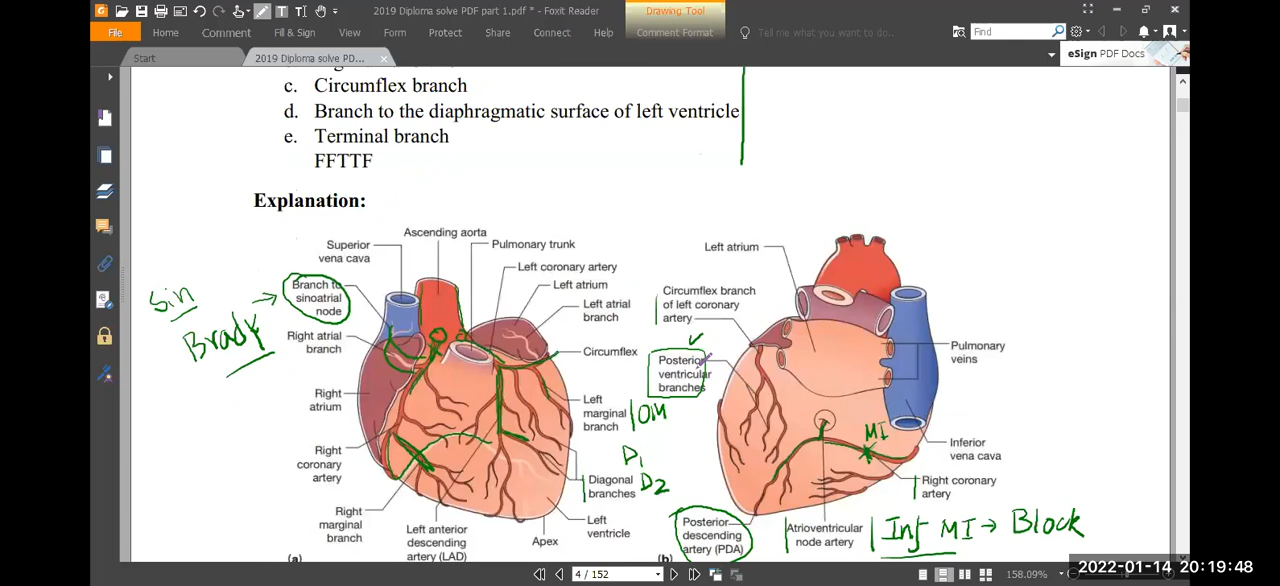 2019 Diploma solve PDF part 1.pdf * - Foxit Reader
Drawing Tool
File
Home
Comment
Fill & Sign
View
Form
Protect
Share
Connect
Help
Comment Format
Tell me what you want to do..
Find
Start
2019 Diploma solve PD...
eSign PDF Docs
c. Circumflex branch
d. Branch to the diaphragmatic surface of left ventricle
e. Terminal branch
FFTTF
Explanation:
Ascending aorta
Superior
vena cava
Pulmonary trunk
Left coronary artery
Branch to
sinoatrial
node
Left atrium
Left atrial
branch
Right atrial
branch
Circumflex
Right
atrium
Left
marginal
branch
Right
coronary
artery
Diagonal
branches
Right
marginal
branch
Left
ventricle
Left anterior
descending
artery (LAD)
Apex
(a)
Sin
Brady
OM
D1
D2
Left atrium
Circumflex branch
of left coronary
artery
Posterior
ventricular
branches
Pulmonary
veins
MI
Inferior
vena cava
Right coronary
artery
Posterior
descending
artery (PDA)
Atrioventricular
node artery
(b)
Inf MI → Block
4 / 152
158.09%
2022-01-14 20:19:48